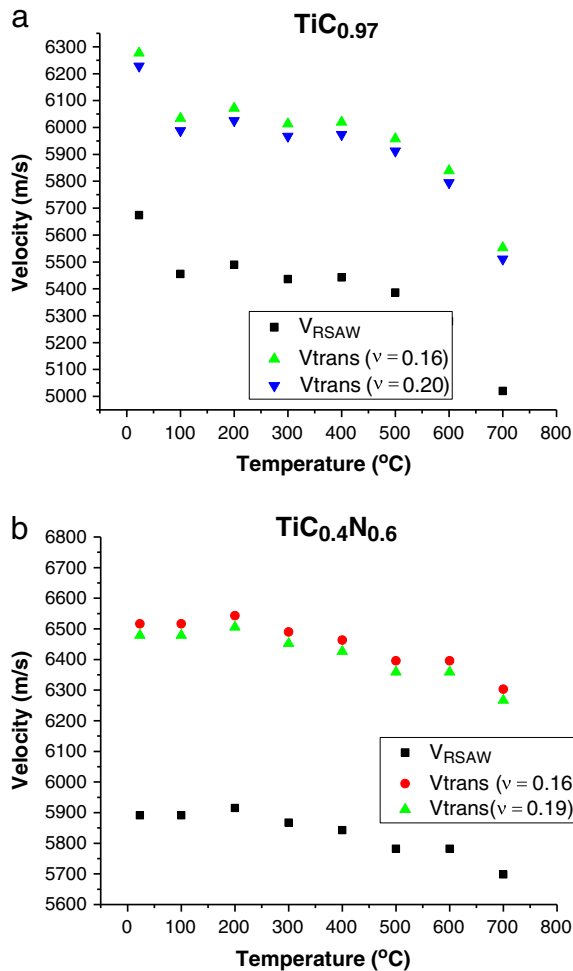 a
TiC0.97
6300
6200
6100
6000
5900
5800
5700
5600
5500
5400
5300
5200
5100
5000
Velocity (m/s)
VRSAW
Vtrans (ν = 0.16)
Vtrans (ν = 0.20)
0 100 200 300 400 500 600 700 800
Temperature (oC)
b
TiC0.4N0.6
6800
6700
6600
6500
6400
6300
6200
6100
6000
5900
5800
5700
5600
Velocity (m/s)
VRSAW
Vtrans (ν = 0.16
Vtrans(ν = 0.19)
0 100 200 300 400 500 600 700 800
Temperature (oC)